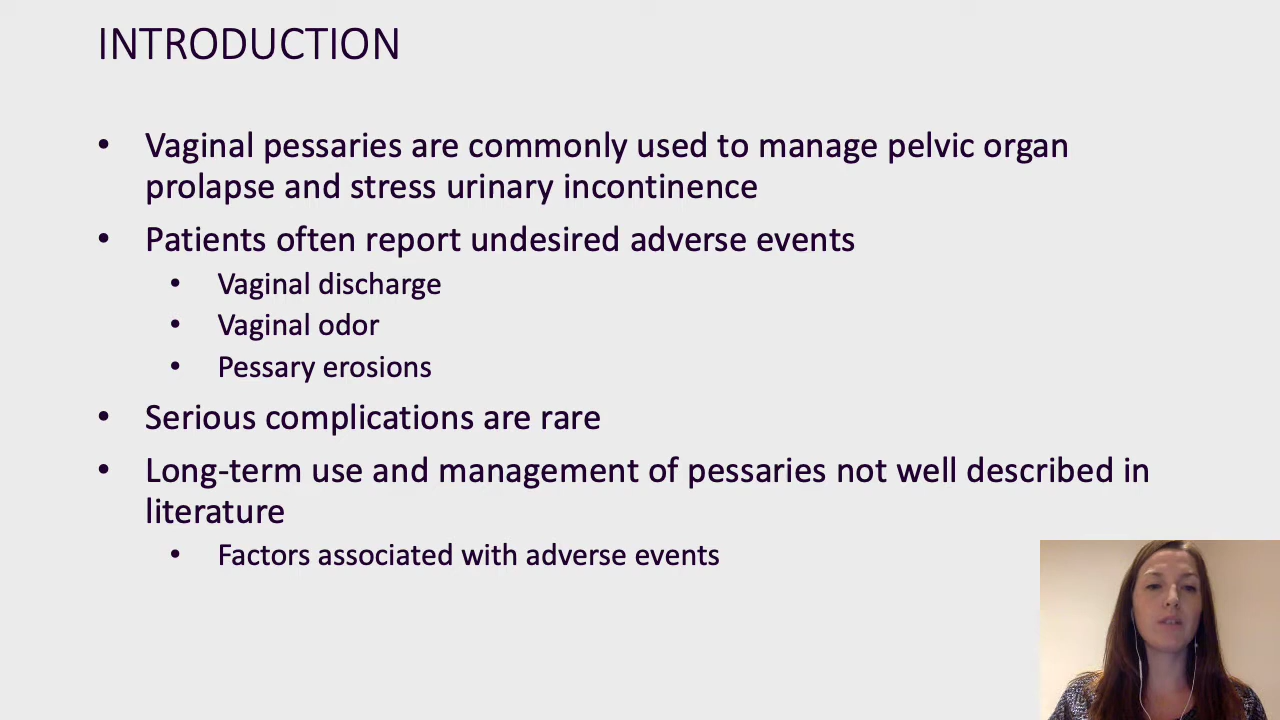 INTRODUCTION
• Vaginal pessaries are commonly used to manage pelvic organ
prolapse and stress urinary incontinence
• Patients often report undesired adverse events
• Vaginal discharge
• Vaginal odor
• Pessary erosions
• Serious complications are rare
• Long-term use and management of pessaries not well described in
literature
• Factors associated with adverse events